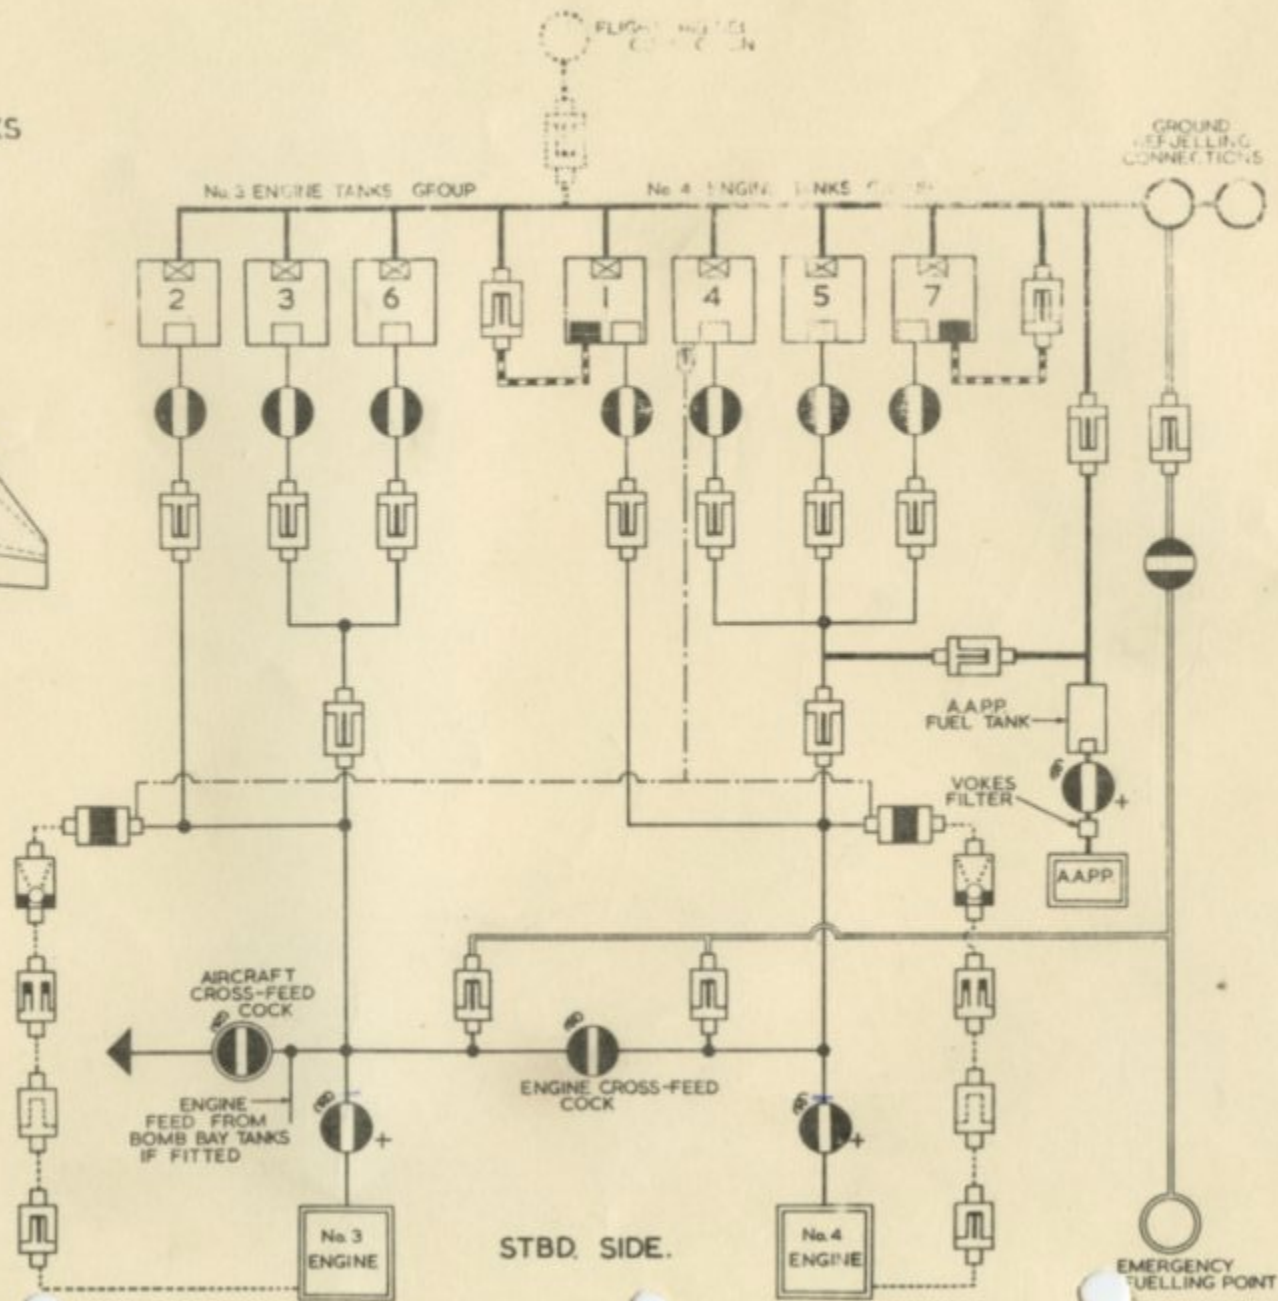 GROUND
REFUELLING
CONNECTIONS
No. 3 ENGINE TANKS GROUP
No. 4
2
3
6
1
4
5
7
A.A.P.P.
FUEL TANK
VOKES
FILTER
A.A.P.P.
AIRCRAFT
CROSS-FEED
COCK
ENGINE CROSS-FEED
COCK
ENGINE
FEED FROM
BOMB BAY TANKS
IF FITTED
No. 3
ENGINE
STBD. SIDE.
No. 4
ENGINE
EMERGENCY